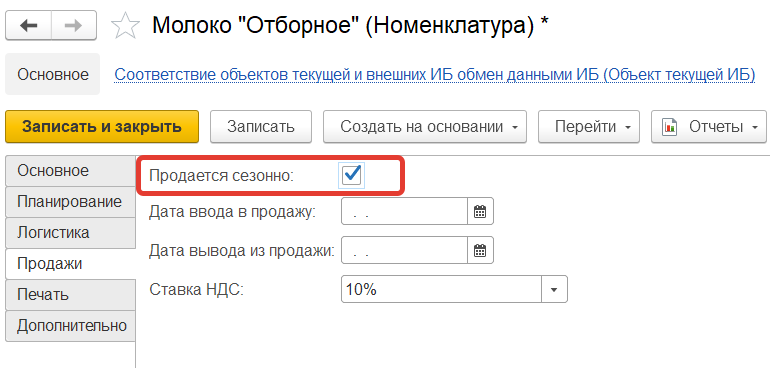 Молоко "Отборное" (Номенклатура) *
Основное Соответствие объектов текущей и внешних ИБ обмен данными ИБ (Объект текущей ИБ)
Записать и закрыть Записать Создать на основании Перейти Отчеты
Основное
Планирование
Логистика
Продажи
Печать
Дополнительно
Продается сезонно:
Дата ввода в продажу: . .
Дата вывода из продажи: . .
Ставка НДС: 10%